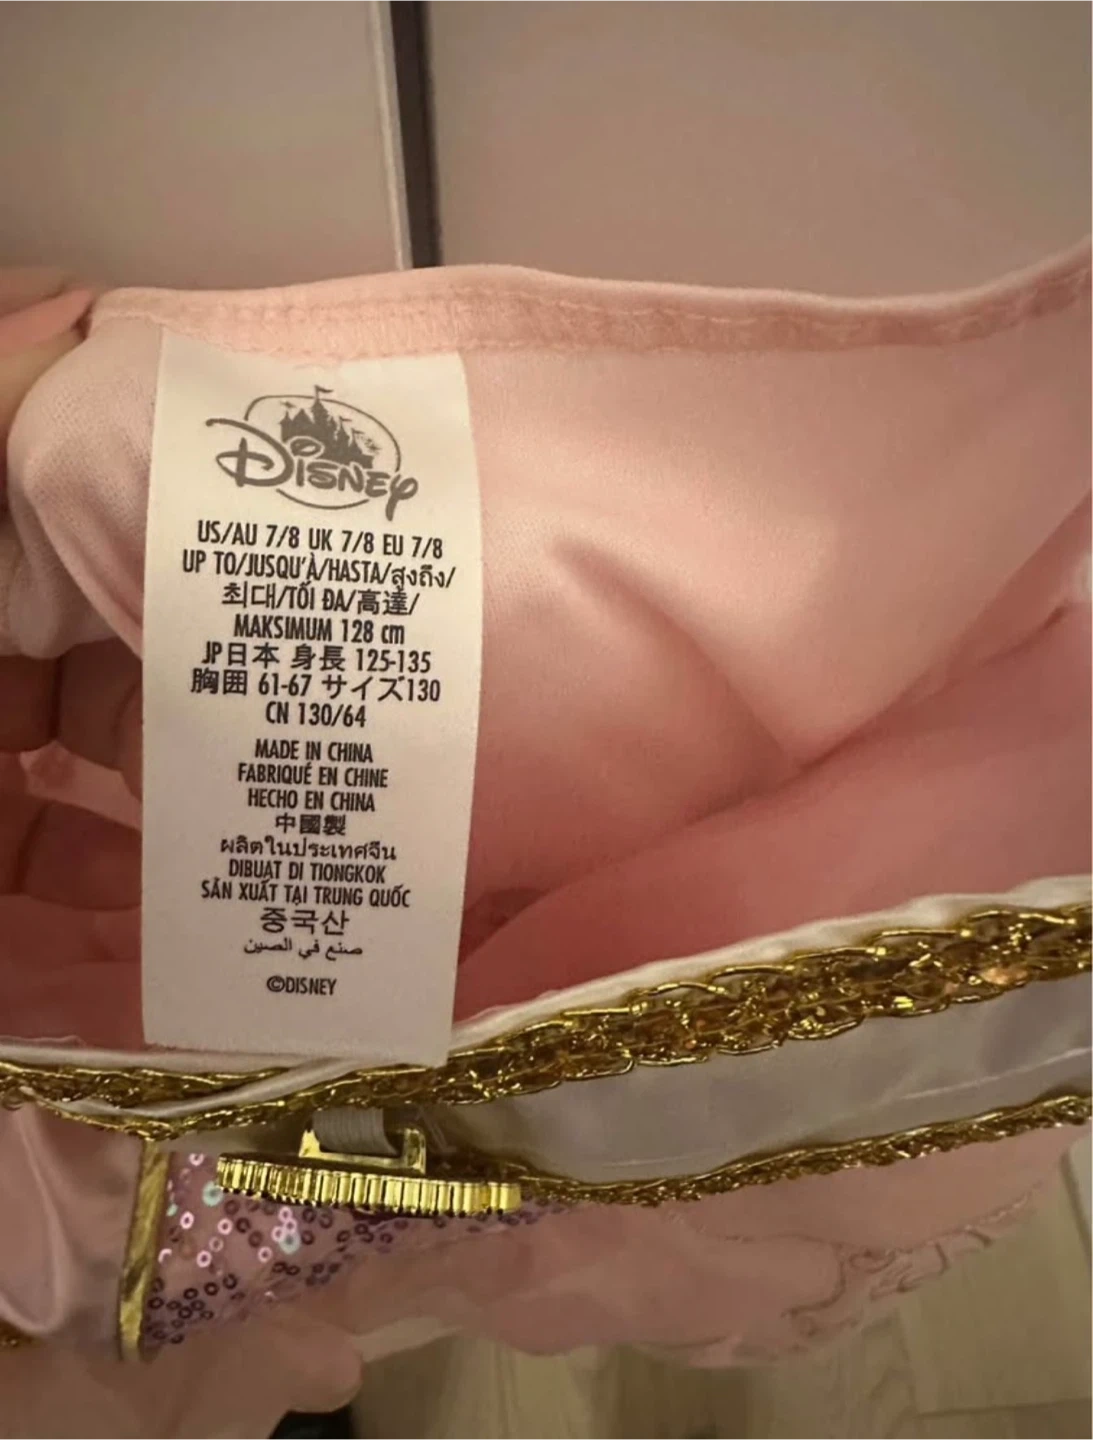 DISNEY
US/AU 7/8 UK 7/8 EU 7/8
UP TO/JUSQU'À/HASTA/สูงถึง/
최대/TỐI ĐA/高達/
MAKSIMUM 128 cm
JP日本 身長 125-135
胸囲 61-67 サイズ130
CN 130/64
MADE IN CHINA
FABRIQUÉ EN CHINE
HECHO EN CHINA
中國製
ผลิตในประเทศจีน
DIBUAT DI TIONGKOK
SẢN XUẤT TẠI TRUNG QUỐC
중국산
صنع في الصين
©DISNEY